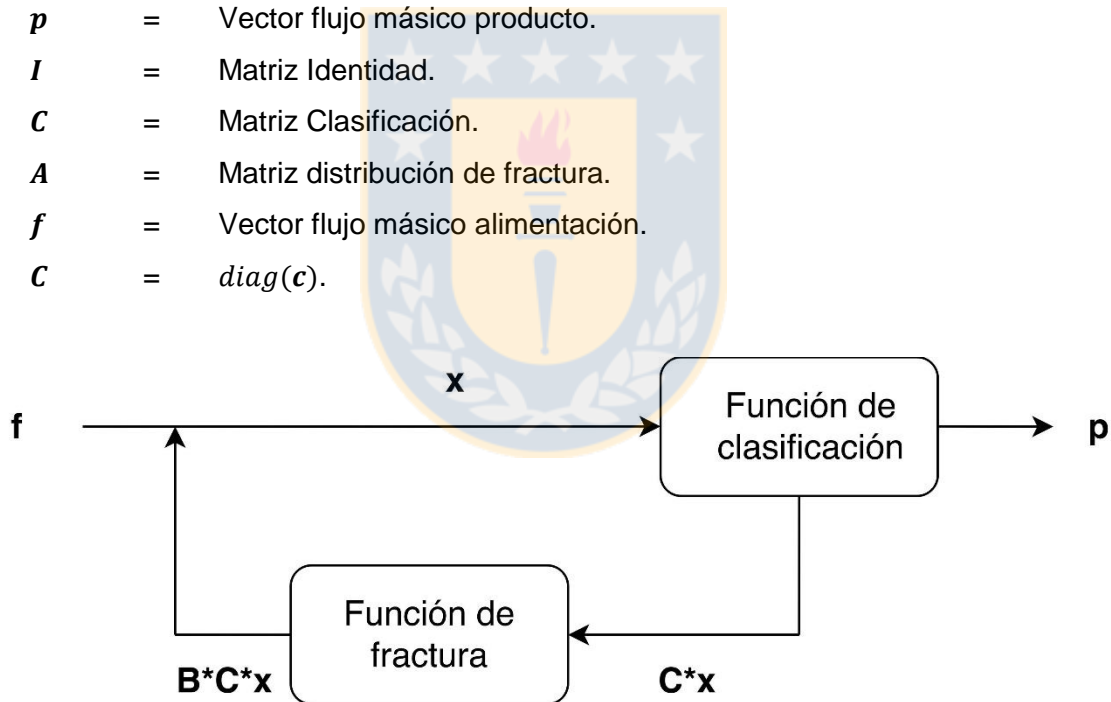 p = Vector flujo másico producto.
I = Matriz Identidad.
C = Matriz Clasificación.
A = Matriz distribución de fractura.
f = Vector flujo másico alimentación.
C = diag(c).
x
f
Función de
clasificación
p
Función de
fractura
B*C*x
C*x